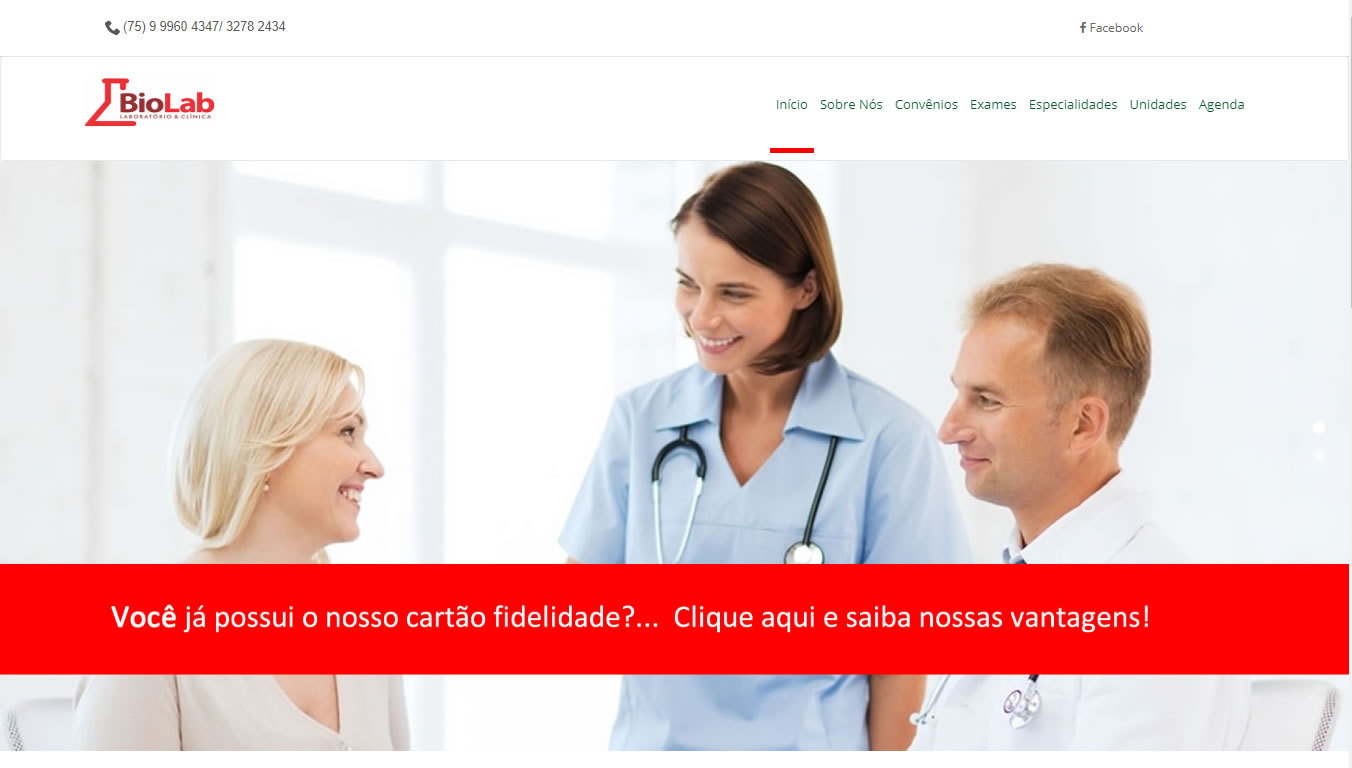 (75) 9 9960 4347/ 3278 2434
Facebook
BioLab
LABORATÓRIO & CLÍNICA
Início Sobre Nós Convênios Exames Especialidades Unidades Agenda
Você já possui o nosso cartão fidelidade?... Clique aqui e saiba nossas vantagens!